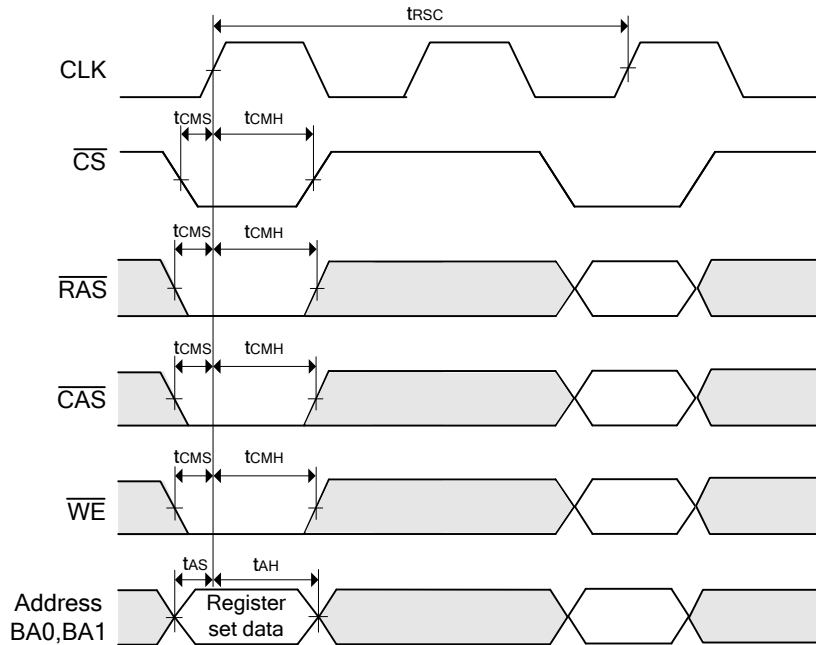 tRSC
CLK
tCMS tCMH
CS
tCMS tCMH
RAS
tCMS tCMH
CAS
tCMS tCMH
WE
tAS tAH
Address
BA0,BA1
Register
set data